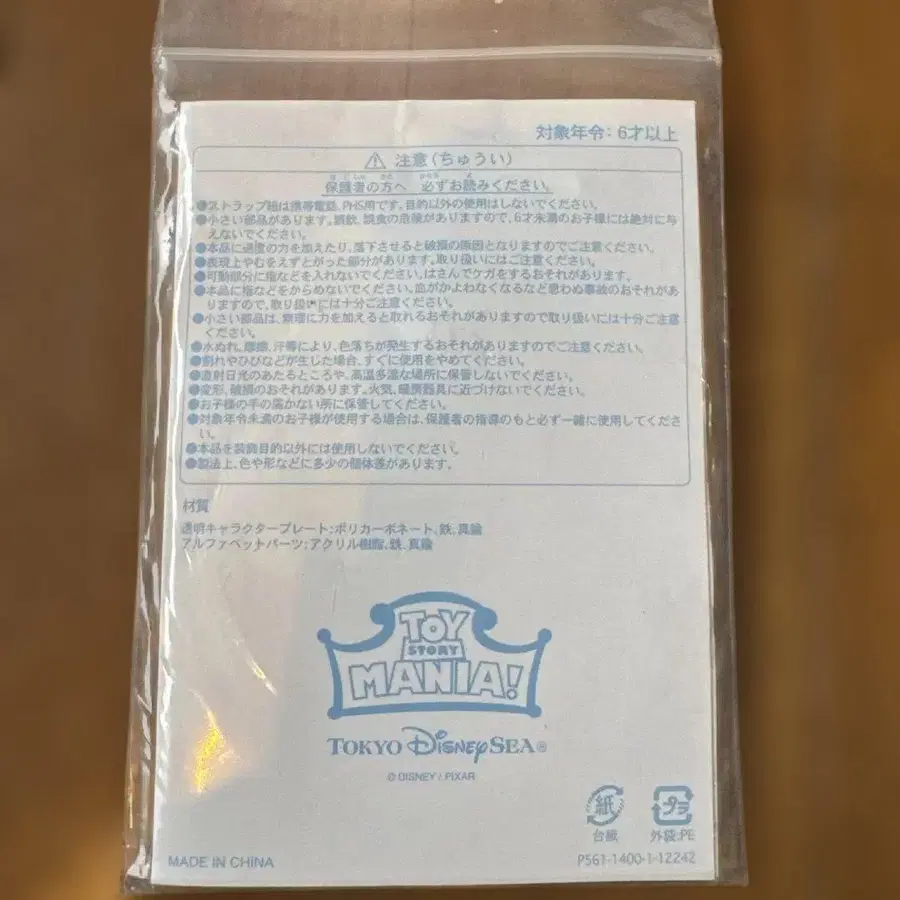 対象年令：6才以上
⚠ 注意(ちゅうい)
保護者の方へ 必ずお読みください。
●ストラップ紐は携帯電話、PHS用です。目的以外の使用はしないでください。
●小さい部品があります。誤飲、誤食の危険がありますので、6才未満のお子様には絶対に与
えないでください。
●本品に過度の力を加えたり、落下させると破損の原因となりますのでご注意ください。
●表現上やむをえずとがった部分があります。取り扱いにはご注意ください。
●可動部分に指などを入れないでください。はさんでケガをするおそれがあります。
●本品に指などをからめないでください。血がかよわなくなるなど思わぬ事故のおそれがあ
りますので、取り扱いには十分ご注意ください。
●小さい部品は、無理に力を加えると取れるおそれがありますので取り扱いには十分ご注意
ください。
●水ぬれ、摩擦、汗等により、色落ちが発生するおそれがありますのでご注意ください。
●割れやひびなどが生じた場合、すぐに使用をやめてください。
●直射日光のあたるところや、高温多湿な場所に保管しないでください。
●変形、破損のおそれがあります。火気、暖房器具に近づけないでください。
●お子様の手の届かない所に保管してください。
●対象年令未満のお子様が使用する場合は、保護者の指導のもと必ず一緒に使用してくださ
い。
●本品を装飾目的以外には使用しないでください。
●製法上、色や形などに多少の個体差があります。
材質
透明キャラクタープレート：ポリカーボネート、鉄、真鍮
アルファベットパーツ：アクリル樹脂、鉄、真鍮
TOY
STORY
MANIA!
TOKYO DISNEYSEA®
© DISNEY / PIXAR
紙 プラ
台紙 外袋:PE
MADE IN CHINA P561-1400-1-12242